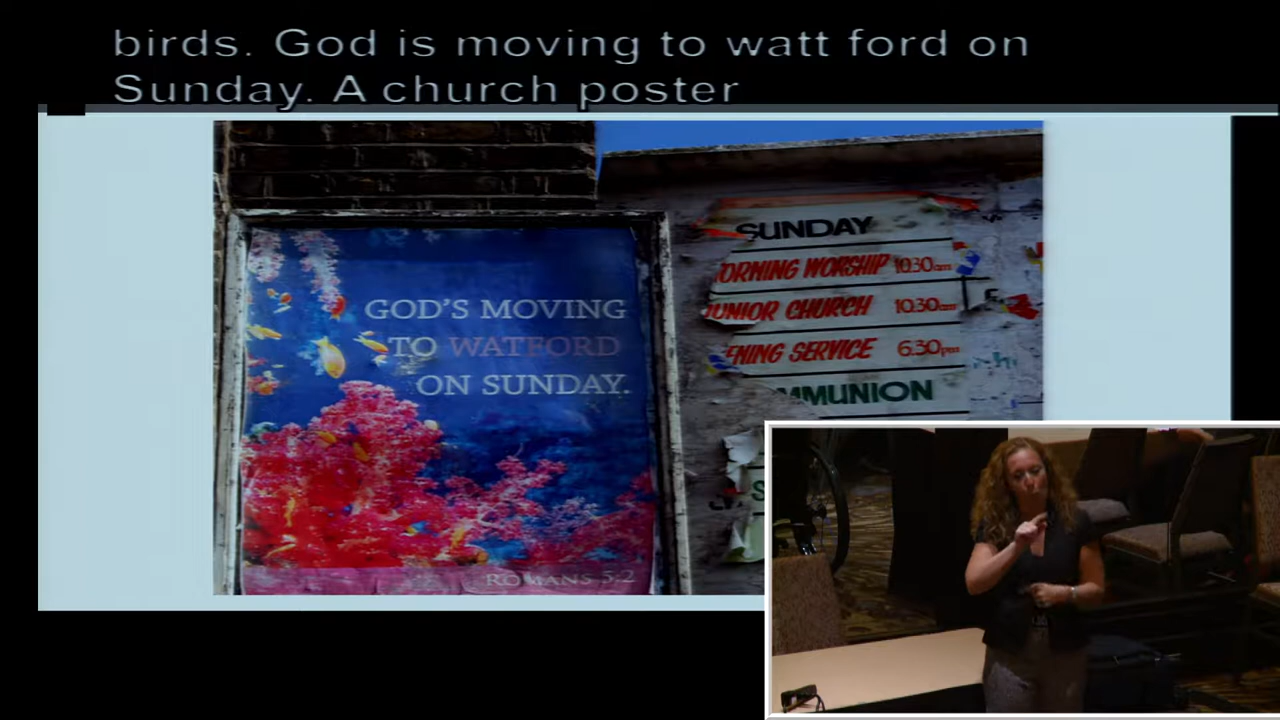 birds. God is moving to watt ford on
Sunday. A church poster
GOD'S MOVING
TO WATFORD
ON SUNDAY.
ROMANS 5:2
SUNDAY
ORNING WORSHIP 10.30am
UNIOR CHURCH 10.30am
ENING SERVICE 6.30pm
MMUNION